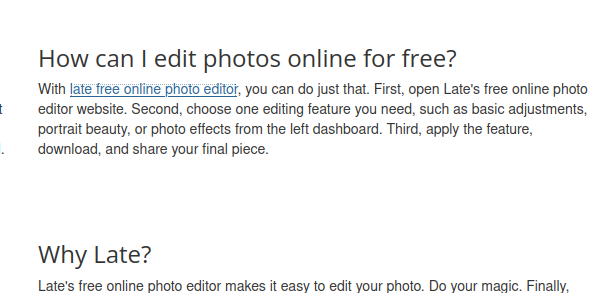 How can I edit photos online for free?
With late free online photo editor, you can do just that. First, open Late's free online photo
editor website. Second, choose one editing feature you need, such as basic adjustments,
portrait beauty, or photo effects from the left dashboard. Third, apply the feature,
download, and share your final piece.
Why Late?
Late's free online photo editor makes it easy to edit your photo. Do your magic. Finally,